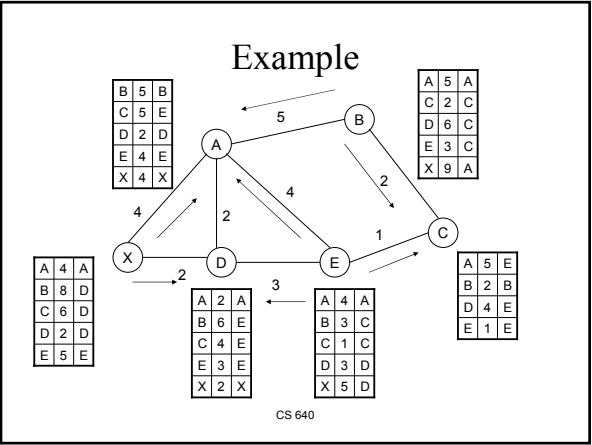 Example
B 5 B
C 5 E
D 2 D
E 4 E
X 4 X
A 5 A
C 2 C
D 6 C
E 3 C
X 9 A
5
B
A
2
4
4
2
1
C
X
D
E
2
3
A 4 A
B 8 D
C 6 D
D 2 D
E 5 D
A 2 A
B 6 E
C 4 E
E 3 E
X 2 X
A 4 A
B 3 C
C 1 C
D 3 D
X 5 D
A 5 E
B 2 B
D 4 E
E 1 E
CS 640